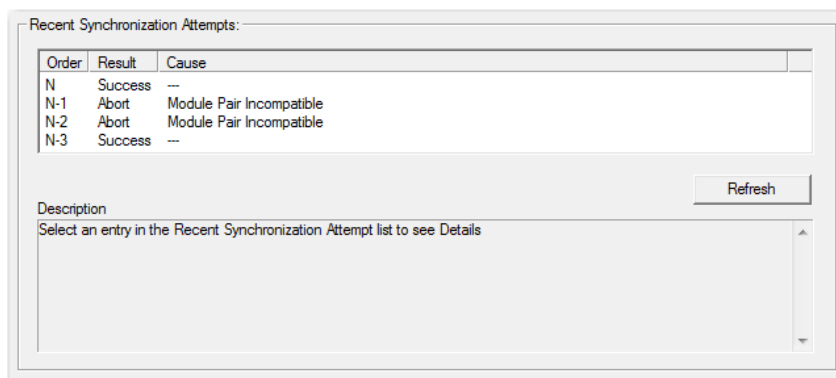 Recent Synchronization Attempts:
Order Result Cause
N Success ---
N-1 Abort Module Pair Incompatible
N-2 Abort Module Pair Incompatible
N-3 Success ---
Refresh
Description
Select an entry in the Recent Synchronization Attempt list to see Details